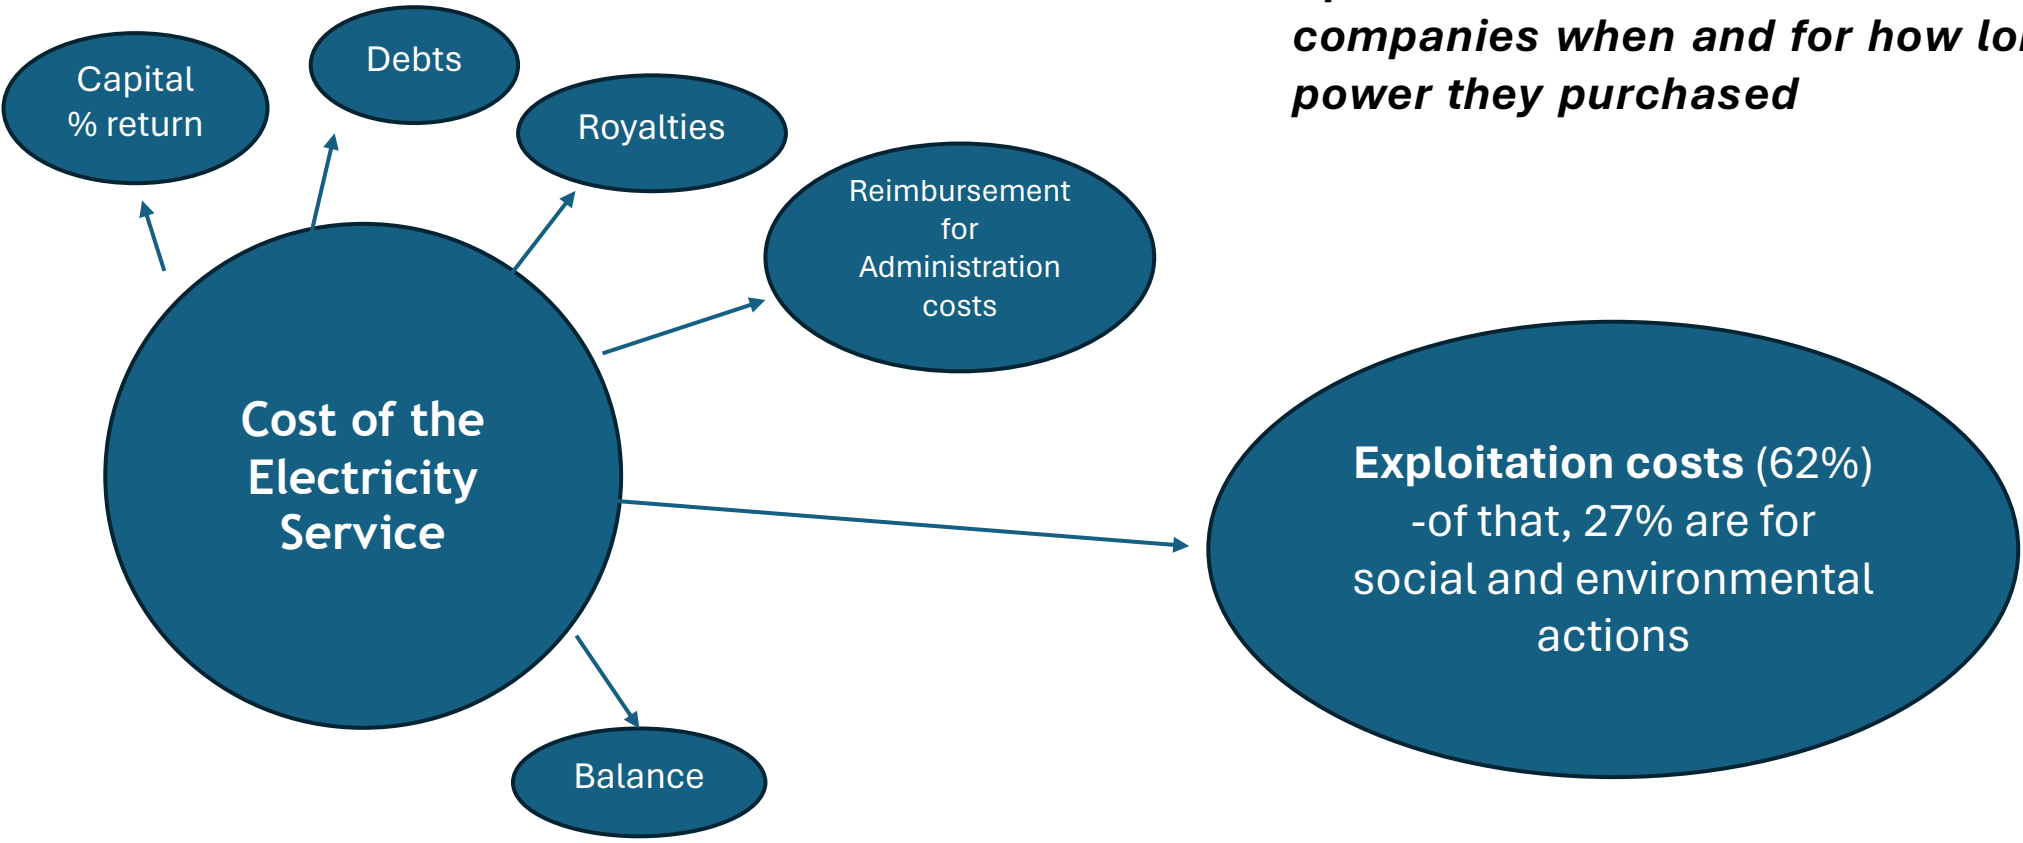 companies when and for how
power they purchased
Capital
% return
Debts
Royalties
Reimbursement
for
Administration
costs
Cost of the
Electricity
Service
Exploitation costs (62%)
-of that, 27% are for
social and environmental
actions
Balance